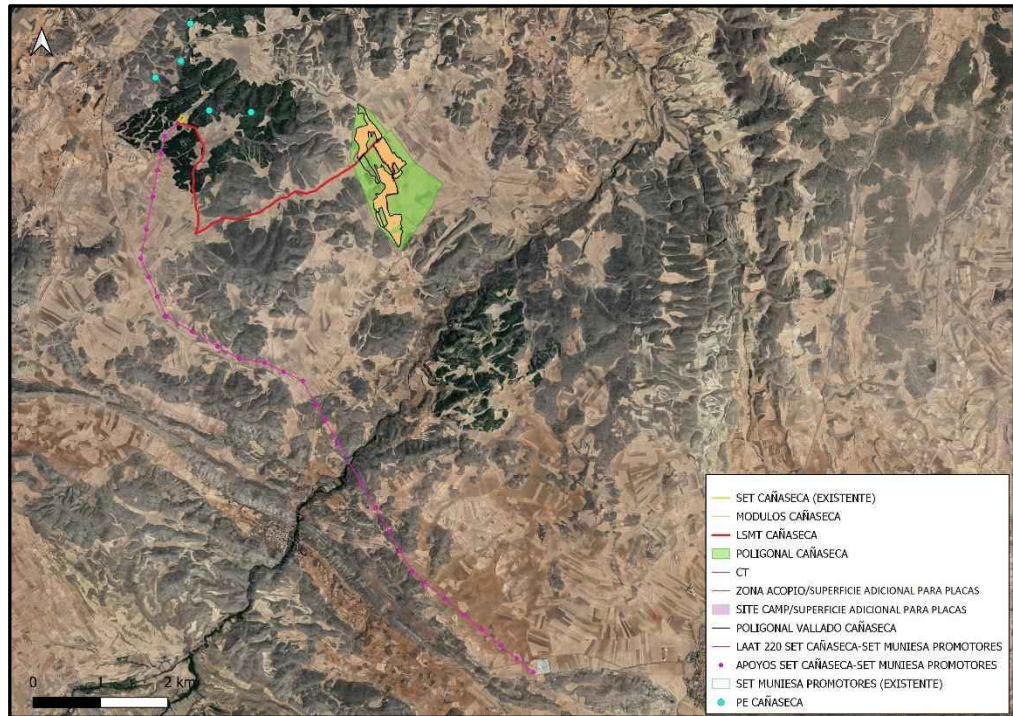 SET CAÑASECA (EXISTENTE)
MODULOS CAÑASECA
LSMT CAÑASECA
POLIGONAL CAÑASECA
CT
ZONA ACOPIO/SUPERFICIE ADICIONAL PARA PLACAS
SITE CAMP/SUPERFICIE ADICIONAL PARA PLACAS
POLIGONAL VALLADO CAÑASECA
LAAT 220 SET CAÑASECA-SET MUNIESA PROMOTORES
APOYOS SET CAÑASECA-SET MUNIESA PROMOTORES
SET MUNIESA PROMOTORES (EXISTENTE)
PE CAÑASECA
0 1 2 km